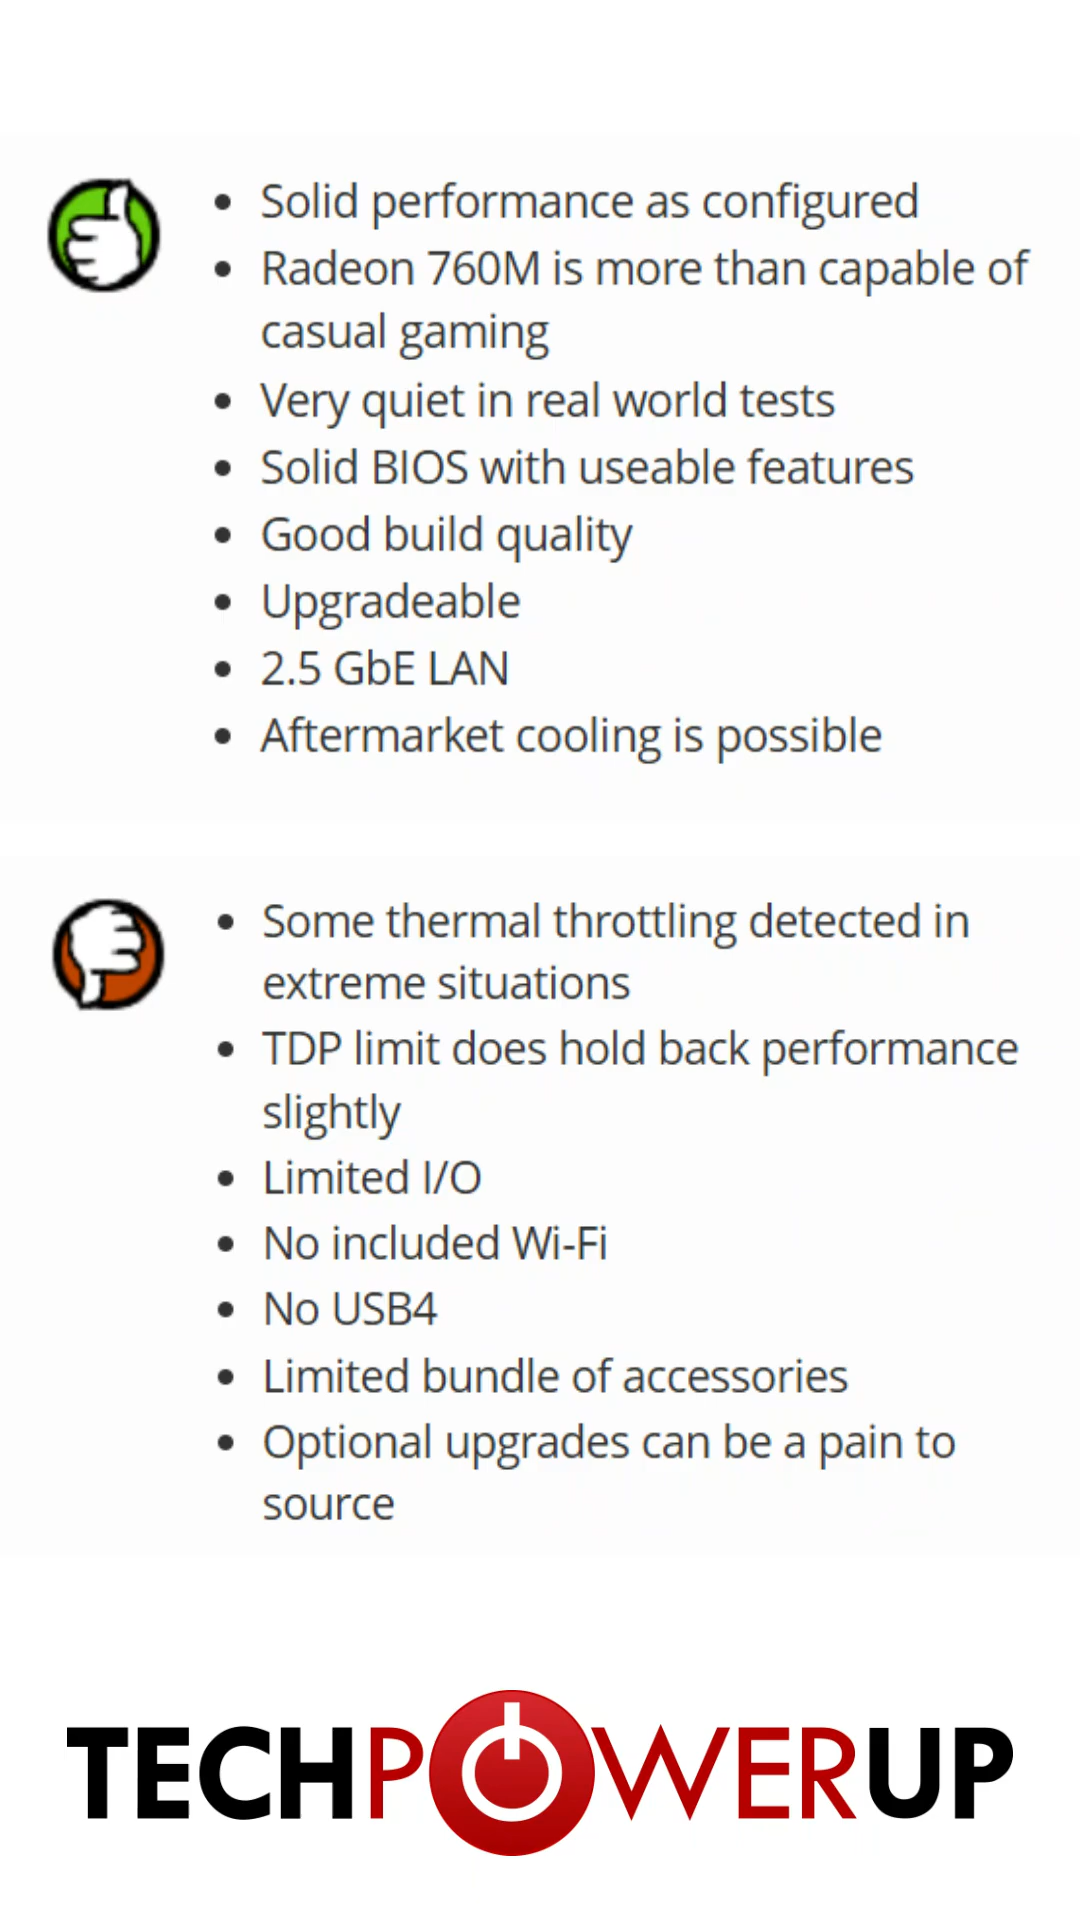 Solid performance as configured
Radeon 760M is more than capable of
casual gaming
Very quiet in real world tests
Solid BIOS with useable features
Good build quality
Upgradeable
2.5 GbE LAN
Aftermarket cooling is possible
Some thermal throttling detected in
extreme situations
TDP limit does hold back performance
slightly
Limited I/O
No included Wi-Fi
No USB4
Limited bundle of accessories
Optional upgrades can be a pain to
source
TECHPOWERUP